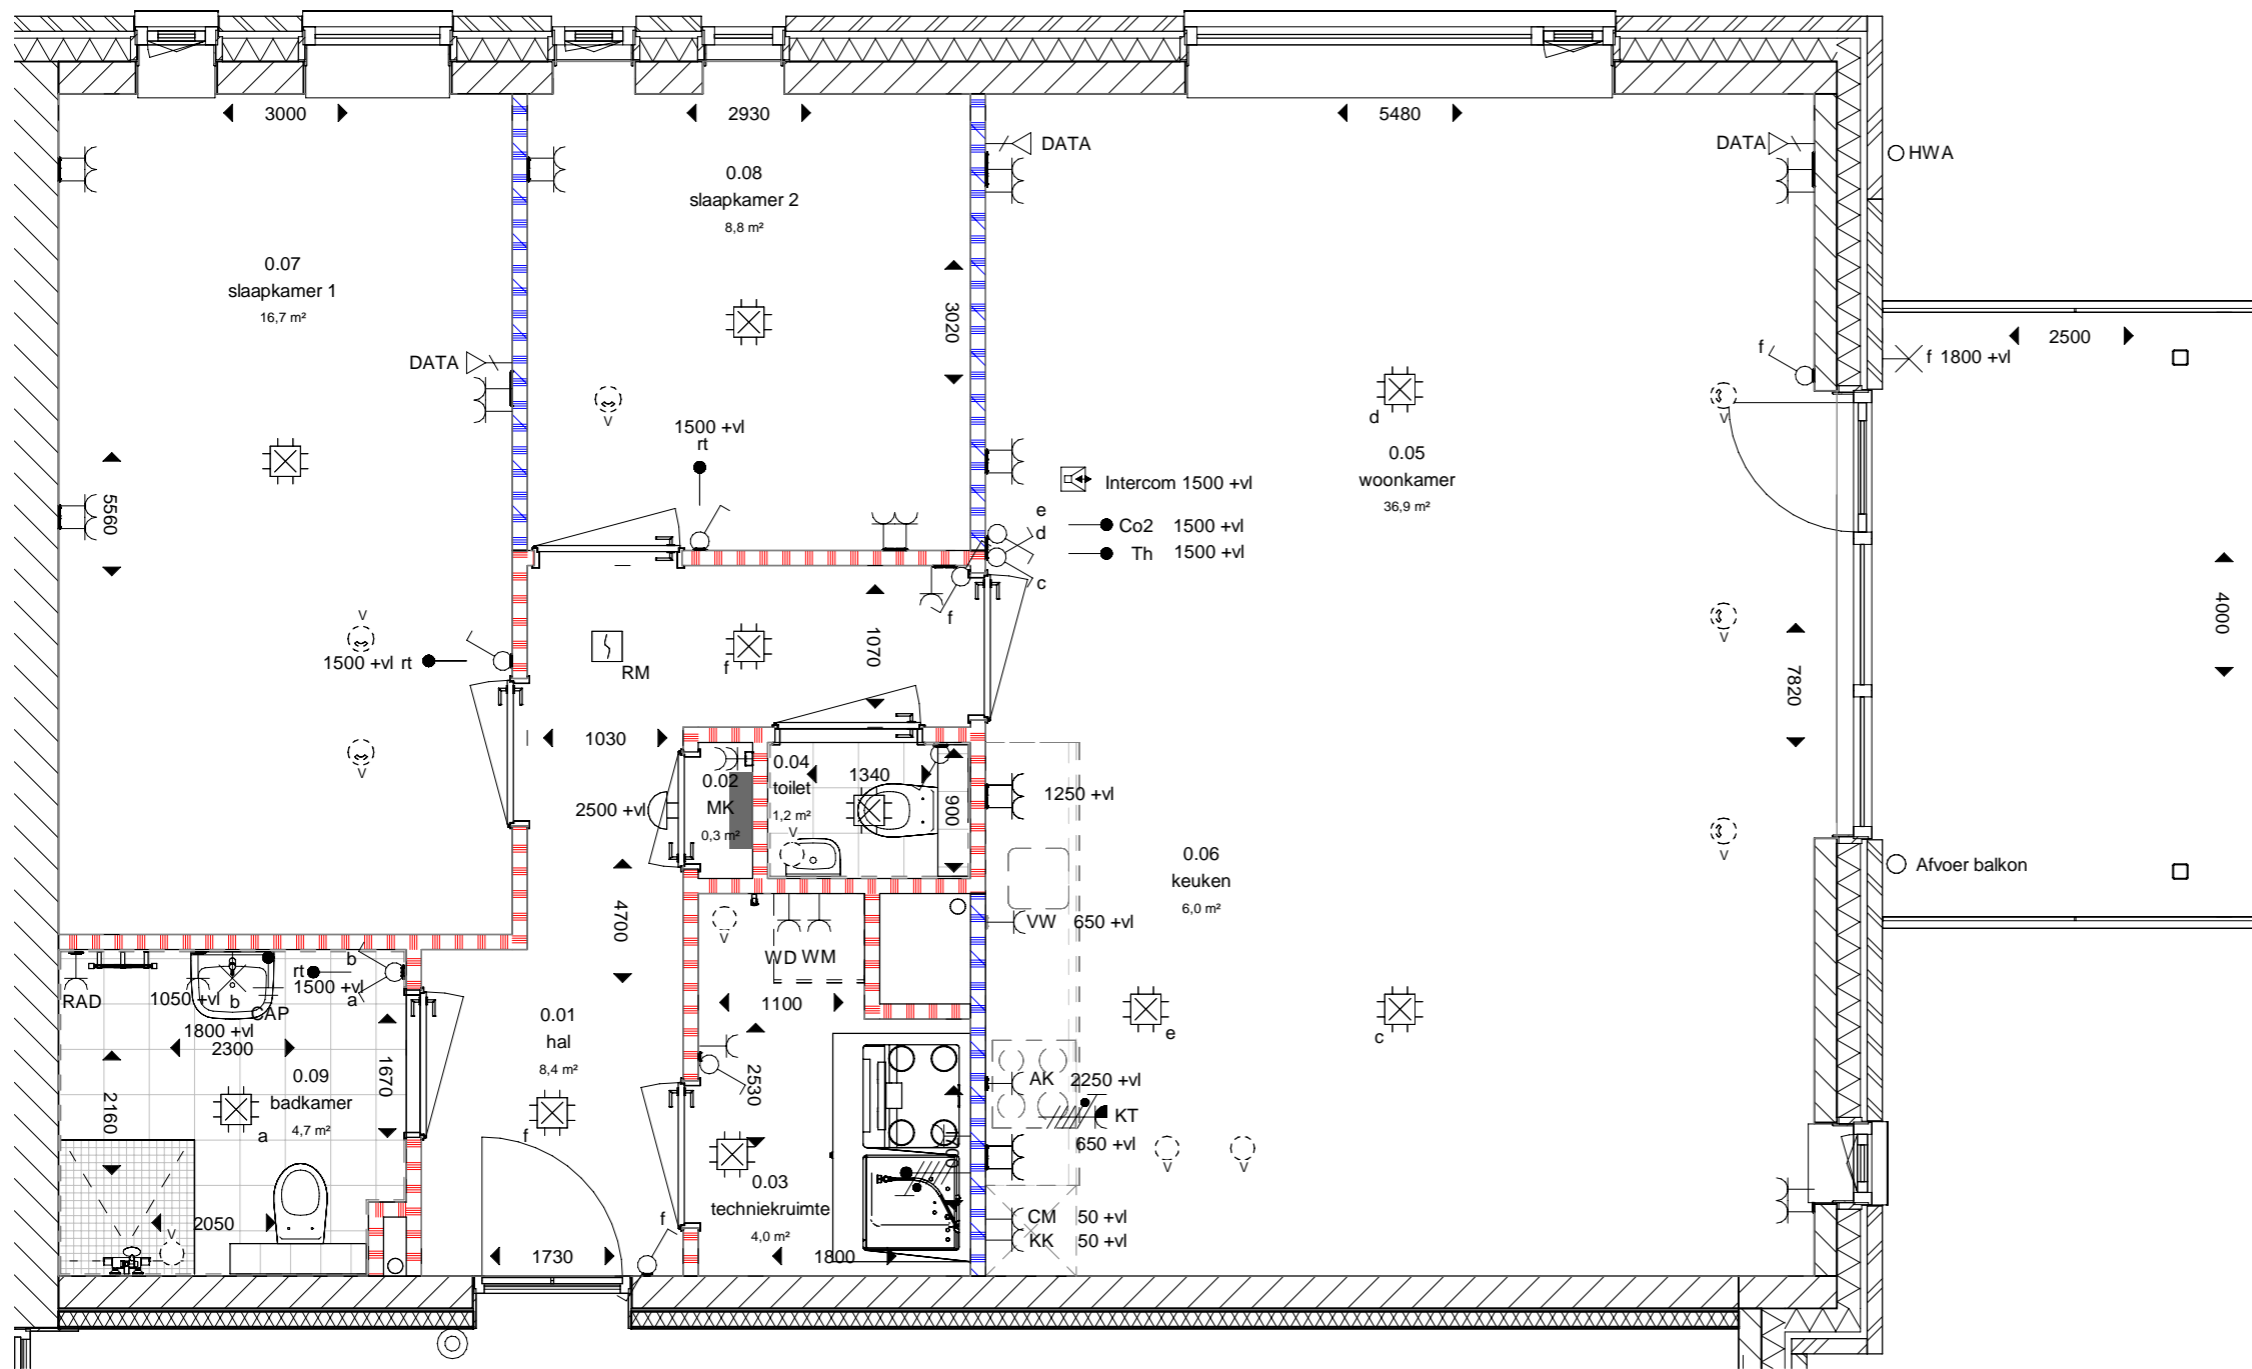 3000
2930
5480
DATA
DATA
HWA
0.08
slaapkamer 2
8,8 m²
0.07
slaapkamer 1
16,7 m²
3020
2500
f 1800 +vl
f
DATA
V
V
d
1500 +vl
rt
0.05
woonkamer
36,9 m²
5560
Intercom 1500 +vl
e
d
Co2 1500 +vl
Th 1500 +vl
c
f
4000
V
V
1070
1500 +vl rt
RM
f
7820
V
1030
0.02
MK
0,3 m²
0.04
toilet
1,2 m²
V
1340
900
2500 +vl
1250 +vl
V
0.06
keuken
6,0 m²
Afvoer balkon
4700
V
VW 650 +vl
WD WM
b
rt
1500 +vl
a
RAD
1050 +vl
b
CAP
1800 +vl
2300
1100
0.01
hal
8,4 m²
e
c
1670
2530
2160
0.09
badkamer
4,7 m²
a
AK 2250 +vl
KT
650 +vl
f
V
V
0.03
techniekruimte
4,0 m²
2050
V
f
CM 50 +vl
KK 50 +vl
1730
1800